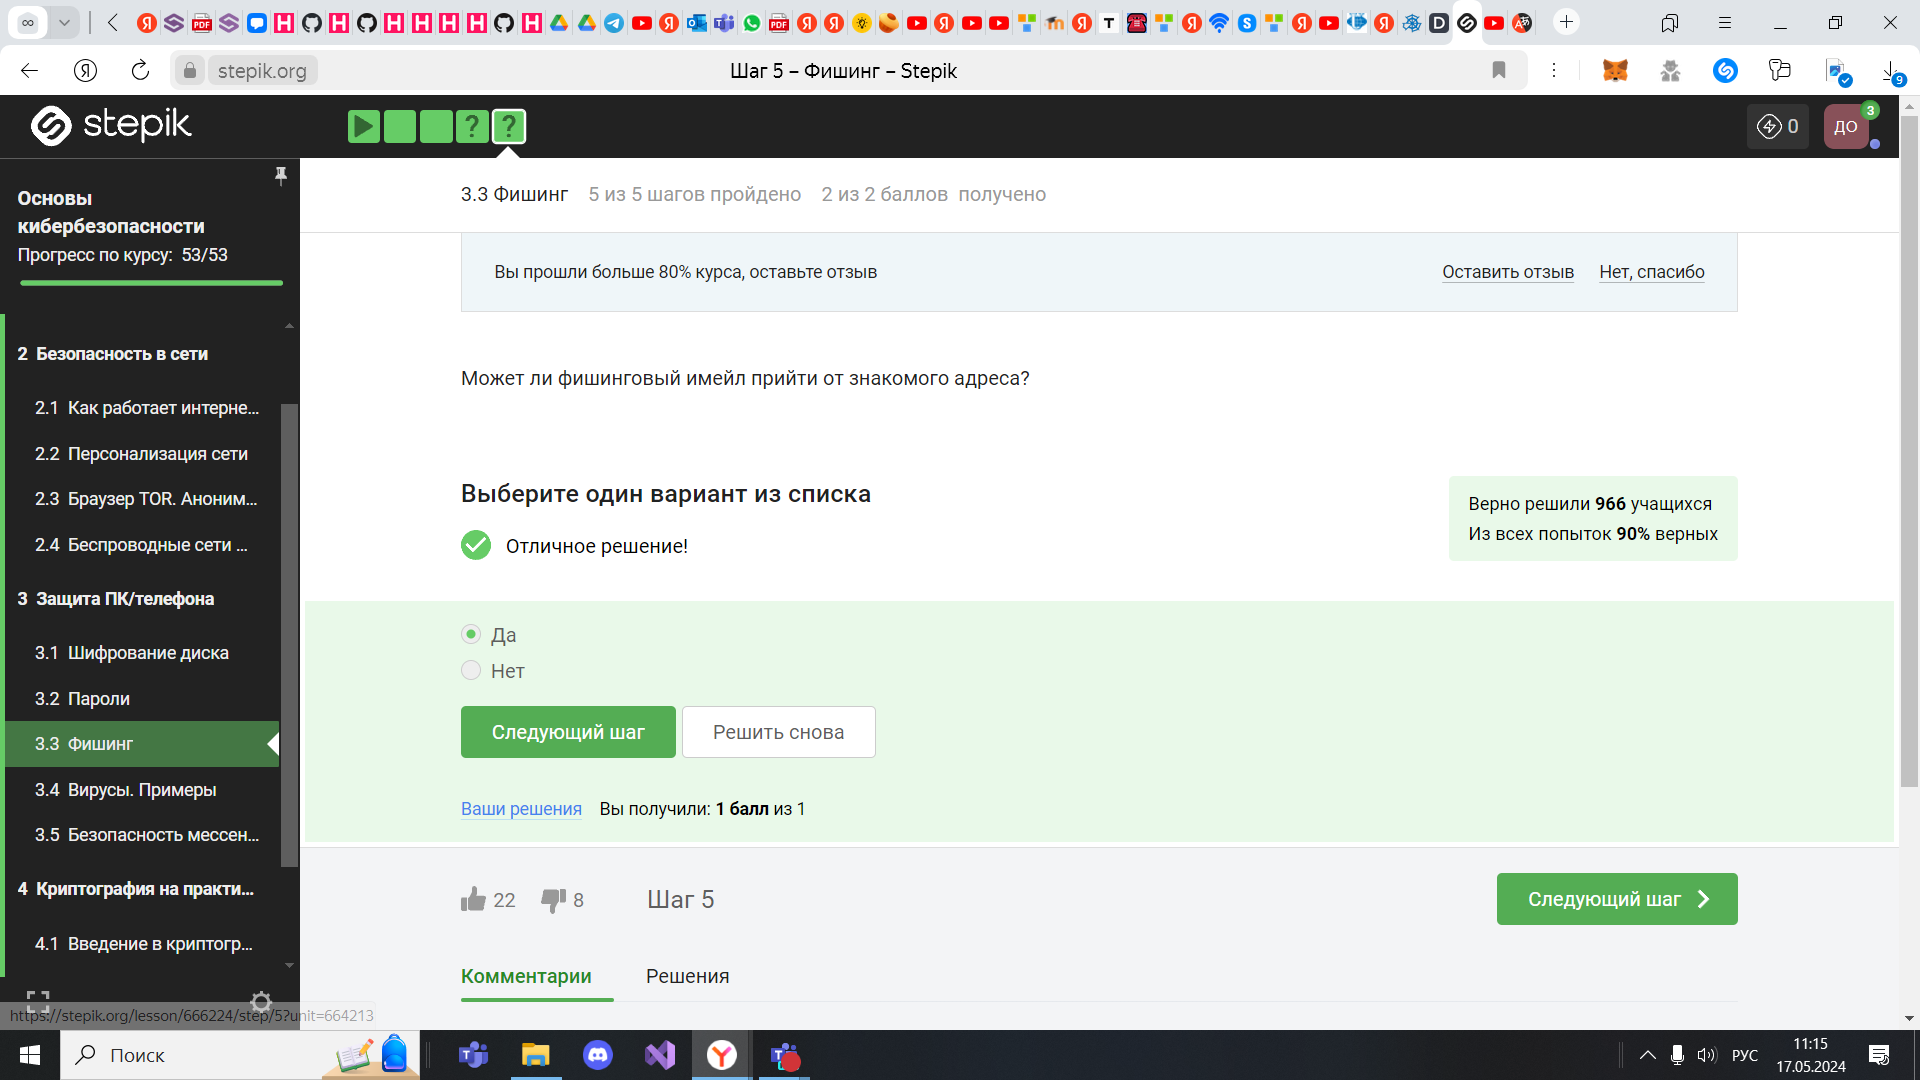 stepik.org
Шаг 5 – Фишинг – Stepik
9
stepik
?
?
0
ДО
3
Основы
кибербезопасности
Прогресс по курсу: 53/53
2 Безопасность в сети
2.1 Как работает интерне...
2.2 Персонализация сети
2.3 Браузер TOR. Аноним...
2.4 Беспроводные сети ...
3 Защита ПК/телефона
3.1 Шифрование диска
3.2 Пароли
3.3 Фишинг
3.4 Вирусы. Примеры
3.5 Безопасность мессен...
4 Криптография на практи...
4.1 Введение в криптогр...
3.3 Фишинг 5 из 5 шагов пройдено 2 из 2 баллов получено
Вы прошли больше 80% курса, оставьте отзыв
Оставить отзыв
Нет, спасибо
Может ли фишинговый имейл прийти от знакомого адреса?
Выберите один вариант из списка
Отличное решение!
Верно решили 966 учащихся
Из всех попыток 90% верных
Да
Нет
Следующий шаг
Решить снова
Ваши решения
Вы получили: 1 балл из 1
22
8
Шаг 5
Следующий шаг
Комментарии
Решения
https://stepik.org/lesson/666224/step/5?unit=664213
Поиск
РУС
11:15
17.05.2024